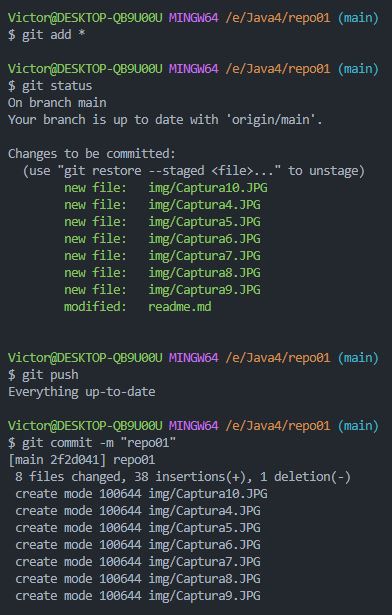 Victor@DESKTOP-QB9U00U MINGW64 /e/Java4/repo01 (main)
$ git add *

Victor@DESKTOP-QB9U00U MINGW64 /e/Java4/repo01 (main)
$ git status
On branch main
Your branch is up to date with 'origin/main'.

Changes to be committed:
  (use "git restore --staged <file>..." to unstage)
        new file:   img/Captura10.JPG
        new file:   img/Captura4.JPG
        new file:   img/Captura5.JPG
        new file:   img/Captura6.JPG
        new file:   img/Captura7.JPG
        new file:   img/Captura8.JPG
        new file:   img/Captura9.JPG
        modified:   readme.md

Victor@DESKTOP-QB9U00U MINGW64 /e/Java4/repo01 (main)
$ git push
Everything up-to-date

Victor@DESKTOP-QB9U00U MINGW64 /e/Java4/repo01 (main)
$ git commit -m "repo01"
[main 2f2d041] repo01
 8 files changed, 38 insertions(+), 1 deletion(-)
 create mode 100644 img/Captura10.JPG
 create mode 100644 img/Captura4.JPG
 create mode 100644 img/Captura5.JPG
 create mode 100644 img/Captura6.JPG
 create mode 100644 img/Captura7.JPG
 create mode 100644 img/Captura8.JPG
 create mode 100644 img/Captura9.JPG